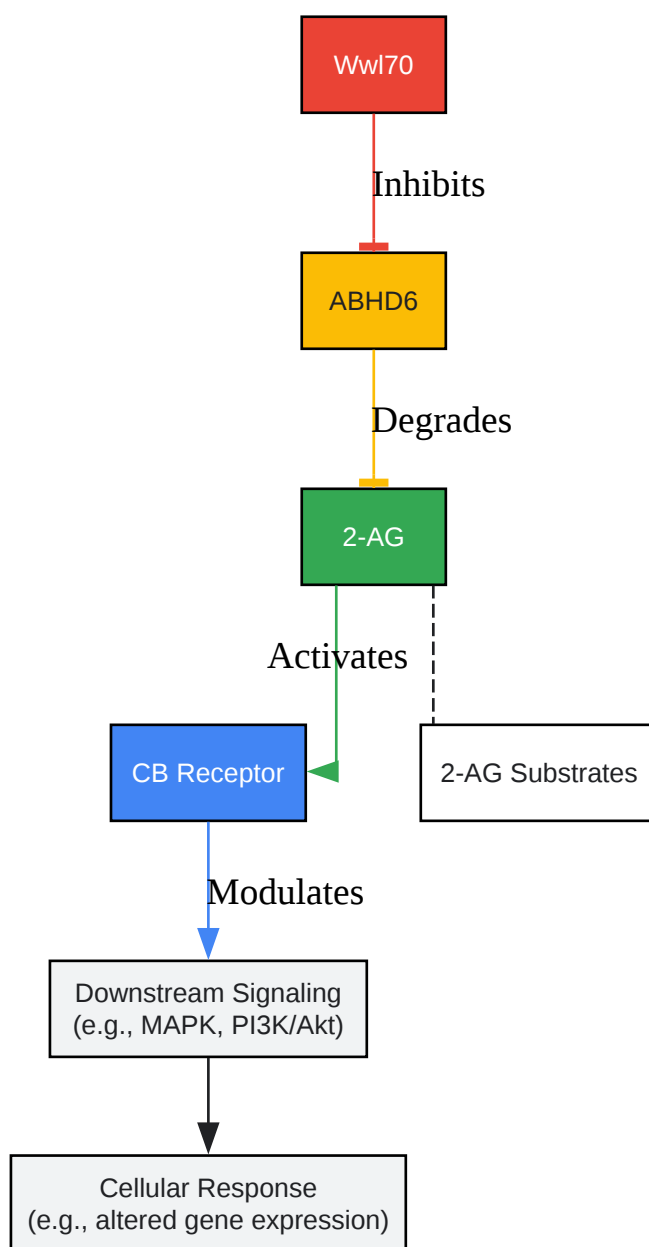 Wwl70
Inhibits
ABHD6
Degrades
2-AG
Activates
CB Receptor
2-AG Substrates
Modulates
Downstream Signaling
(e.g., MAPK, PI3K/Akt)
Cellular Response
(e.g., altered gene expression)